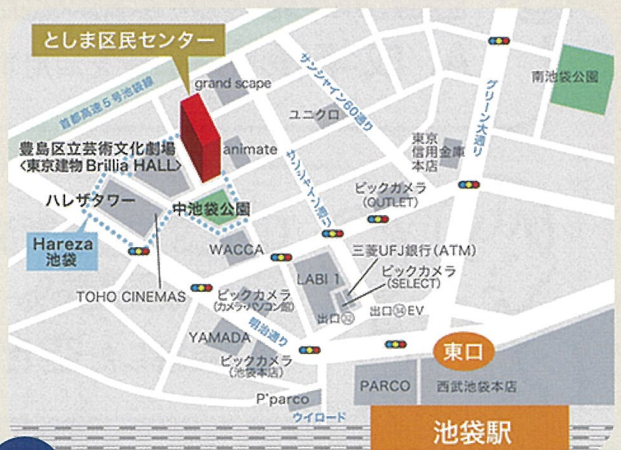 としま区民センター
grand scape
首都高速5号池袋線
サンシャイン60通り
ユニクロ
グリーン大通り
南池袋公園
豊島区立芸術文化劇場
〈東京建物 Brillia HALL〉
animate
東京
信用金庫
本店
サンシャイン通り
ハレザタワー
中池袋公園
ビックカメラ
(OUTLET)
Hareza
池袋
WACCA
三菱UFJ銀行(ATM)
ビックカメラ
(SELECT)
LABI 1
TOHO CINEMAS
ビックカメラ
(カメラ・パソコン館)
出口㉜
出口㉞EV
明治通り
YAMADA
東口
ビックカメラ
(池袋本店)
PARCO
西武池袋本店
P'parco
ウイロード
池袋駅